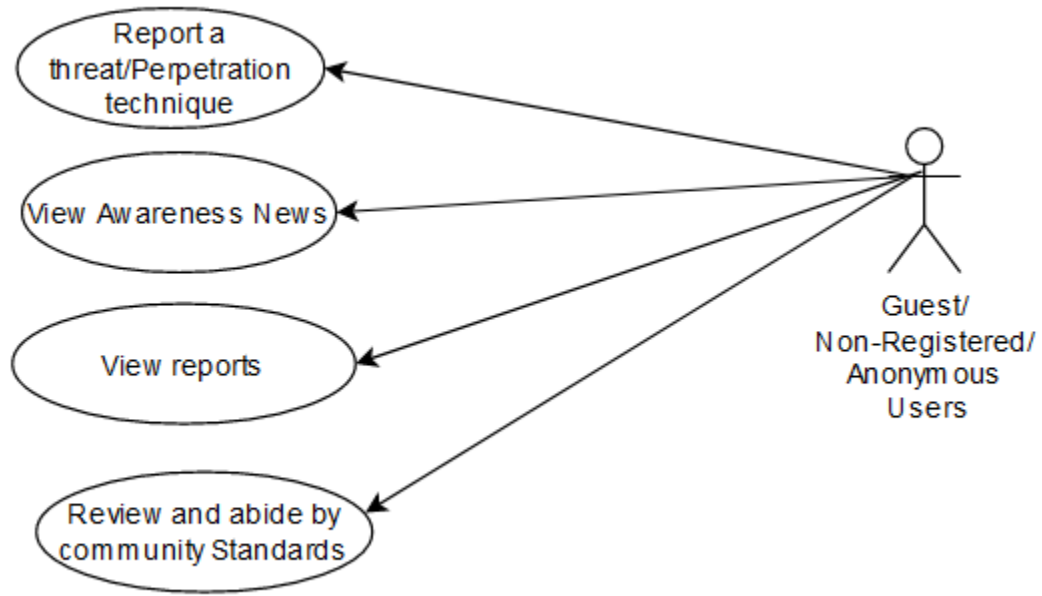 Report a
threat/Perpetration
technique
View Awareness News
View reports
Review and abide by
community Standards
Guest/
Non-Registered/
Anonymous
Users